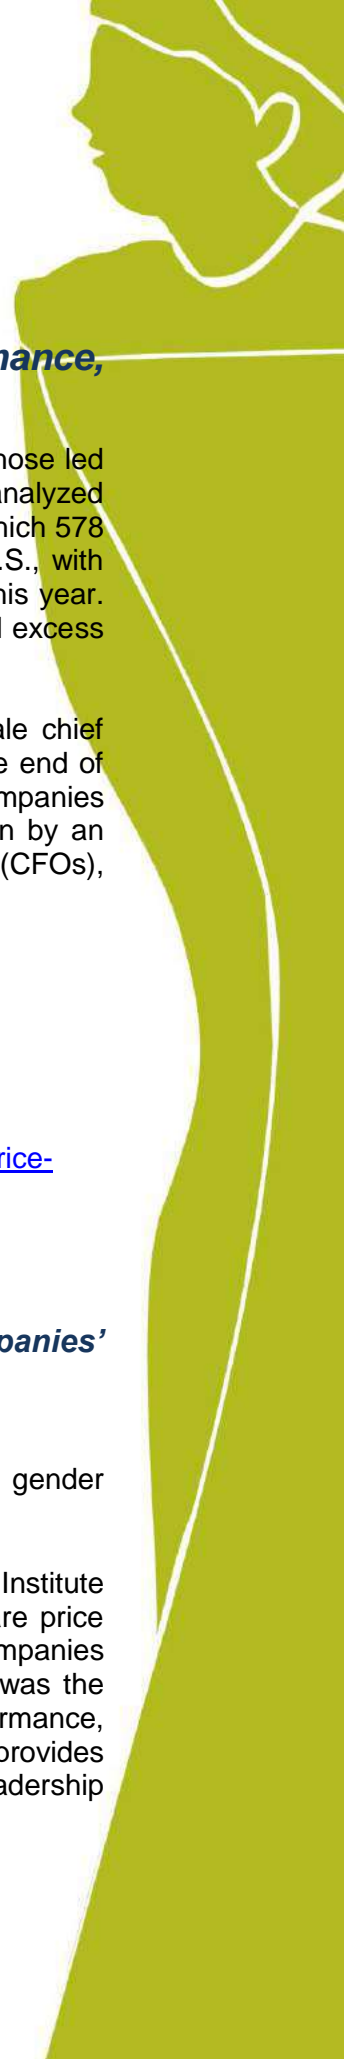 nance,
hose led
analyzed
hich 578
.S., with
his year.
l excess
ale chief
e end of
mpanies
n by an
(CFOs),
rice-
panies’
gender
Institute
re price
mpanies
was the
rmance,
provides
adership